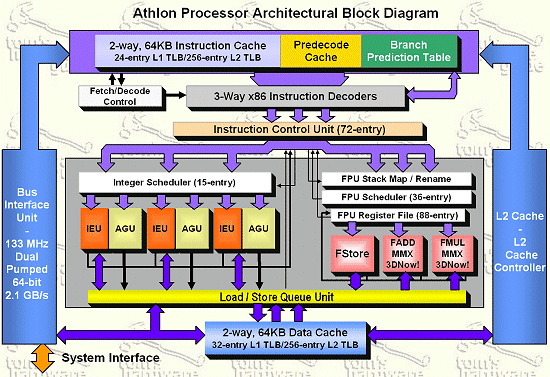 Athlon Processor Architectural Block Diagram
2-way, 64KB Instruction Cache
24-entry L1 TLB/256-entry L2 TLB
Predecode
Cache
Branch
Prediction Table
Fetch/Decode
Control
3-Way x86 Instruction Decoders
Instruction Control Unit (72-entry)
Bus
Interface
Unit
-
133 MHz
Dual
Pumped
64-bit
2.1 GB/s
Integer Scheduler (15-entry)
IEU
AGU
IEU
AGU
IEU
AGU
FPU Stack Map / Rename
FPU Scheduler (36-entry)
FPU Register File (88-entry)
FStore
FADD
MMX
3DNow!
FMUL
MMX
3DNow!
L2 Cache
-
L2
Cache
Controller
Load / Store Queue Unit
2-way, 64KB Data Cache
32-entry L1 TLB/256-entry L2 TLB
System Interface
tom's
hardware